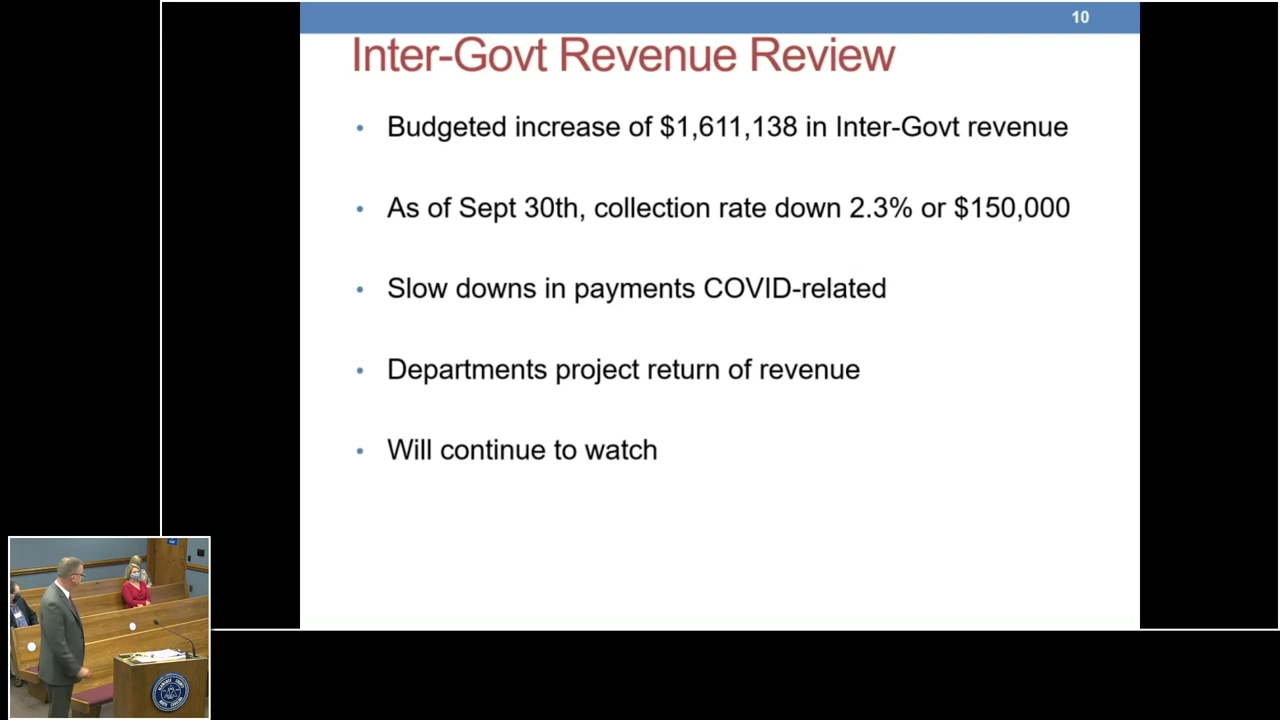 10
Inter-Govt Revenue Review
• Budgeted increase of $1,611,138 in Inter-Govt revenue
• As of Sept 30th, collection rate down 2.3% or $150,000
• Slow downs in payments COVID-related
• Departments project return of revenue
• Will continue to watch